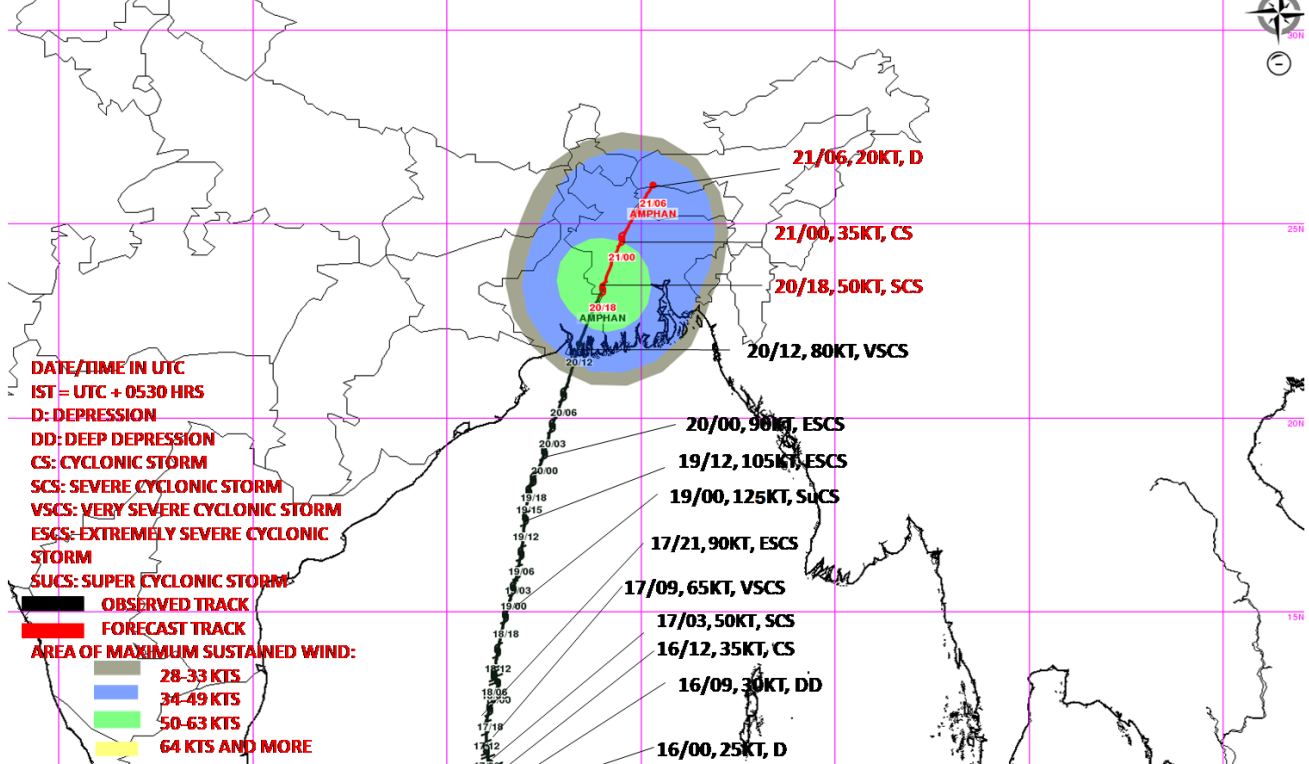 30N
21/06, 20KT, D
21/06
AMPHAN
25N
21/00, 35KT, CS
21/00
20/18, 50KT, SCS
20/18
AMPHAN
20/12, 80KT, VSCS
20/12
DATE/TIME IN UTC
IST = UTC + 0530 HRS
D: DEPRESSION
DD: DEEP DEPRESSION
CS: CYCLONIC STORM
SCS: SEVERE CYCLONIC STORM
VSCS: VERY SEVERE CYCLONIC STORM
ESCS: EXTREMELY SEVERE CYCLONIC
STORM
SUCS: SUPER CYCLONIC STORM
OBSERVED TRACK
FORECAST TRACK
AREA OF MAXIMUM SUSTAINED WIND:
28-33 KTS
34-49 KTS
50-63 KTS
64 KTS AND MORE
20/06
20N
20/00, 90KT, ESCS
20/03
19/12, 105KT, ESCS
20/00
19/00, 125KT, SuCS
19/18
19/15
19/12
17/21, 90KT, ESCS
19/06
19/03
17/09, 65KT, VSCS
19/00
15N
17/03, 50KT, SCS
18/18
16/12, 35KT, CS
18/12
16/09, 30KT, DD
18/06
17/18
17/12
16/00, 25KT, D